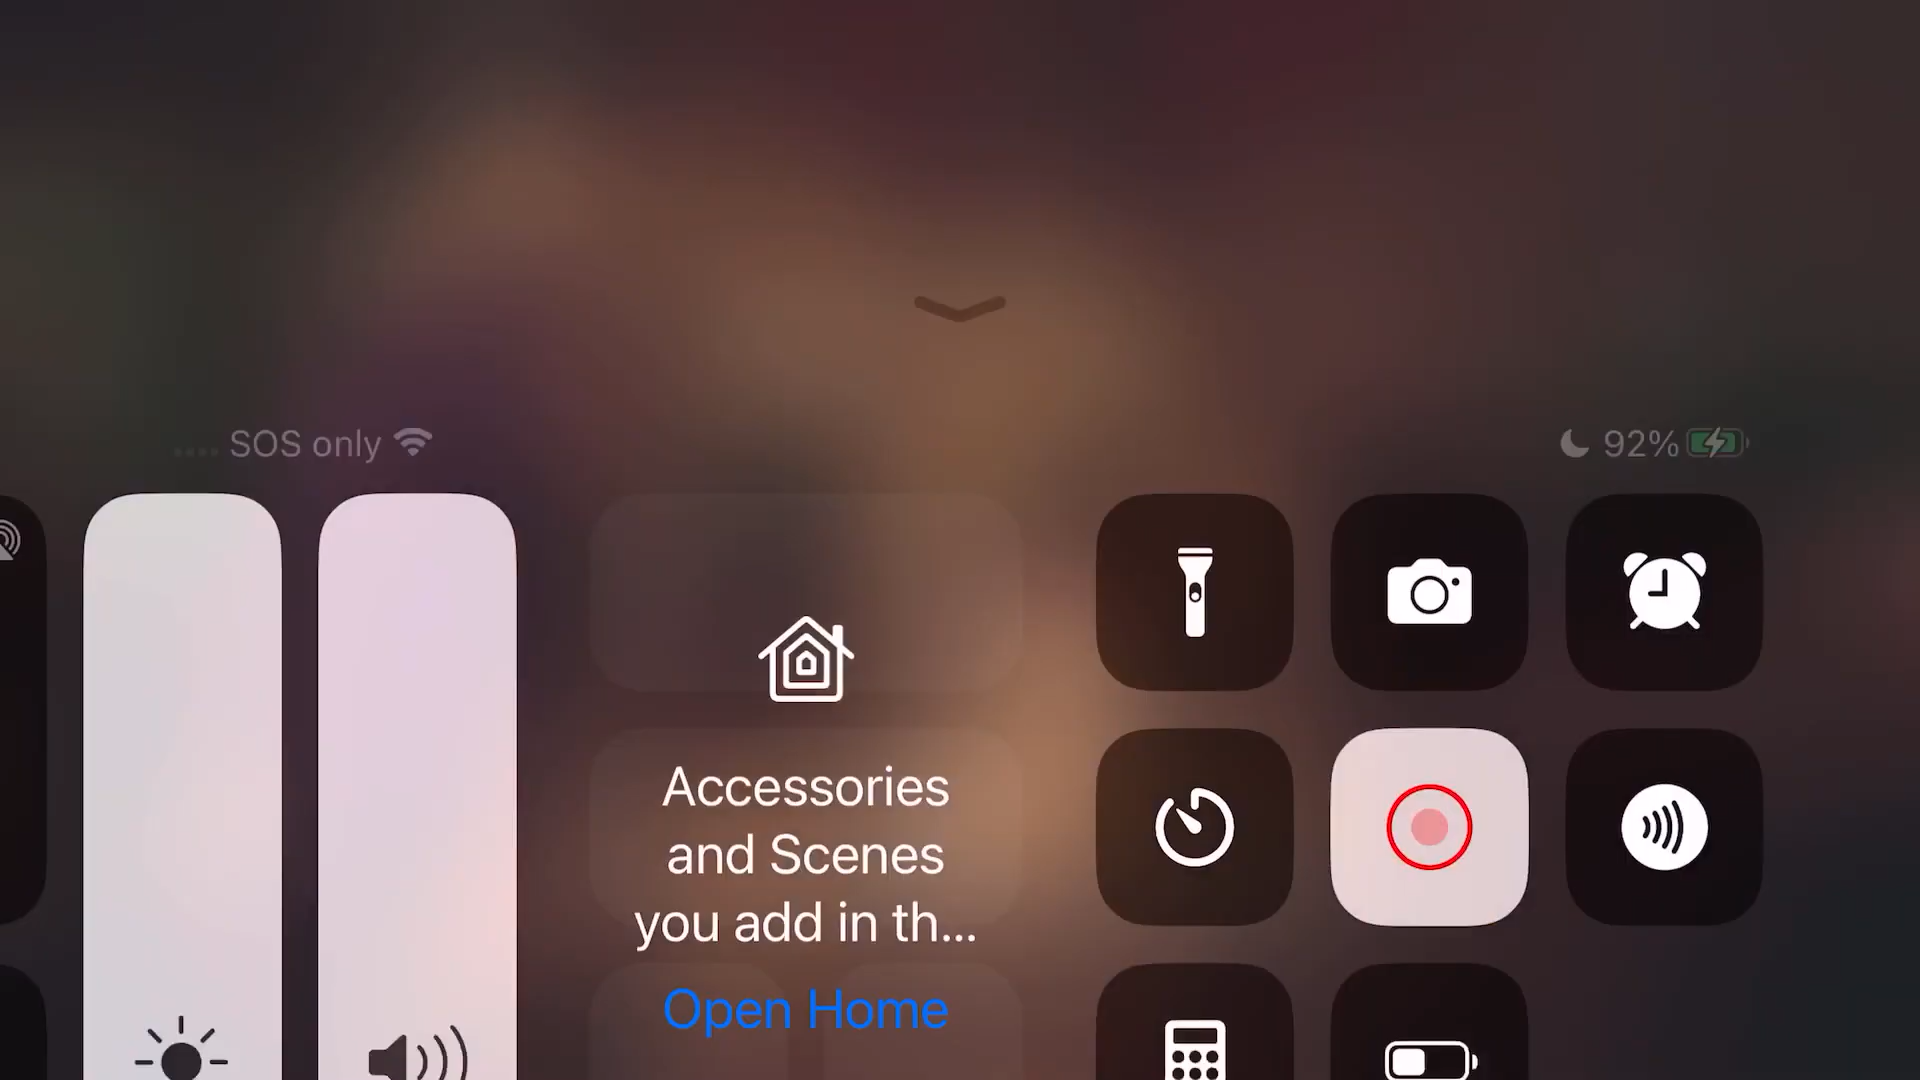 SOS only
92%
Accessories
and Scenes
you add in th...
Open Home